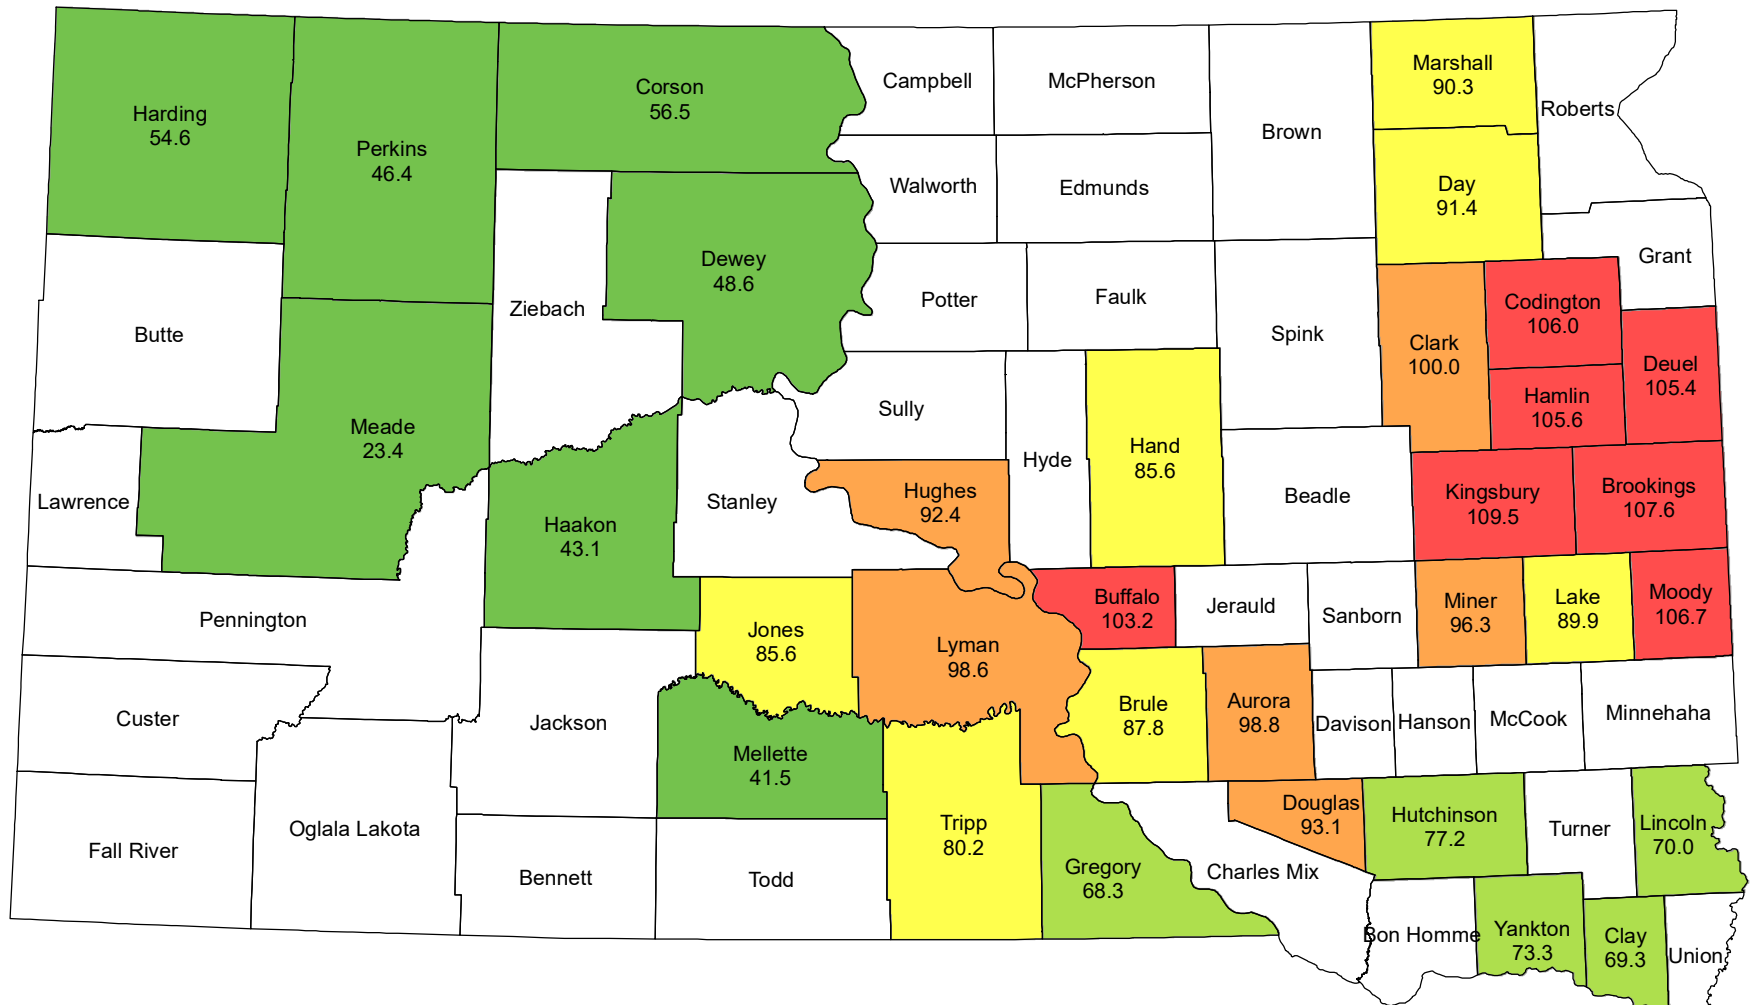 Harding
54.6
Perkins
46.4
Corson
56.5
Campbell
McPherson
Brown
Marshall
90.3
Roberts
Walworth
Edmunds
Day
91.4
Butte
Ziebach
Dewey
48.6
Potter
Faulk
Spink
Grant
Clark
100.0
Codington
106.0
Hamlin
105.6
Deuel
105.4
Lawrence
Meade
23.4
Haakon
43.1
Stanley
Sully
Hughes
92.4
Hyde
Hand
85.6
Beadle
Kingsbury
109.5
Brookings
107.6
Pennington
Jones
85.6
Lyman
98.6
Buffalo
103.2
Jerauld
Sanborn
Miner
96.3
Lake
89.9
Moody
106.7
Custer
Jackson
Mellette
41.5
Brule
87.8
Aurora
98.8
Davison
Hanson
McCook
Minnehaha
Fall River
Oglala Lakota
Bennett
Todd
Tripp
80.2
Gregory
68.3
Charles Mix
Douglas
93.1
Hutchinson
77.2
Turner
Lincoln
70.0
Bon Homme
Yankton
73.3
Clay
69.3
Union